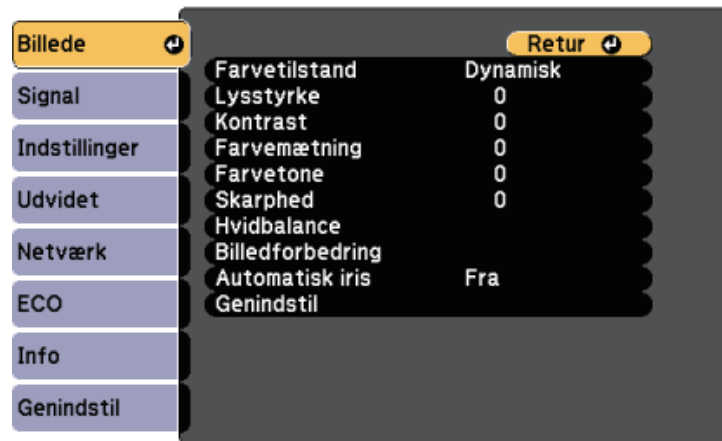 Billede
Signal
Indstillinger
Udvidet
Netværk
ECO
Info
Genindstil
Retur
Farvetilstand Dynamisk
Lysstyrke 0
Kontrast 0
Farvemætning 0
Farvetone 0
Skarphed 0
Hvidbalance
Billedforbedring
Automatisk iris Fra
Genindstil